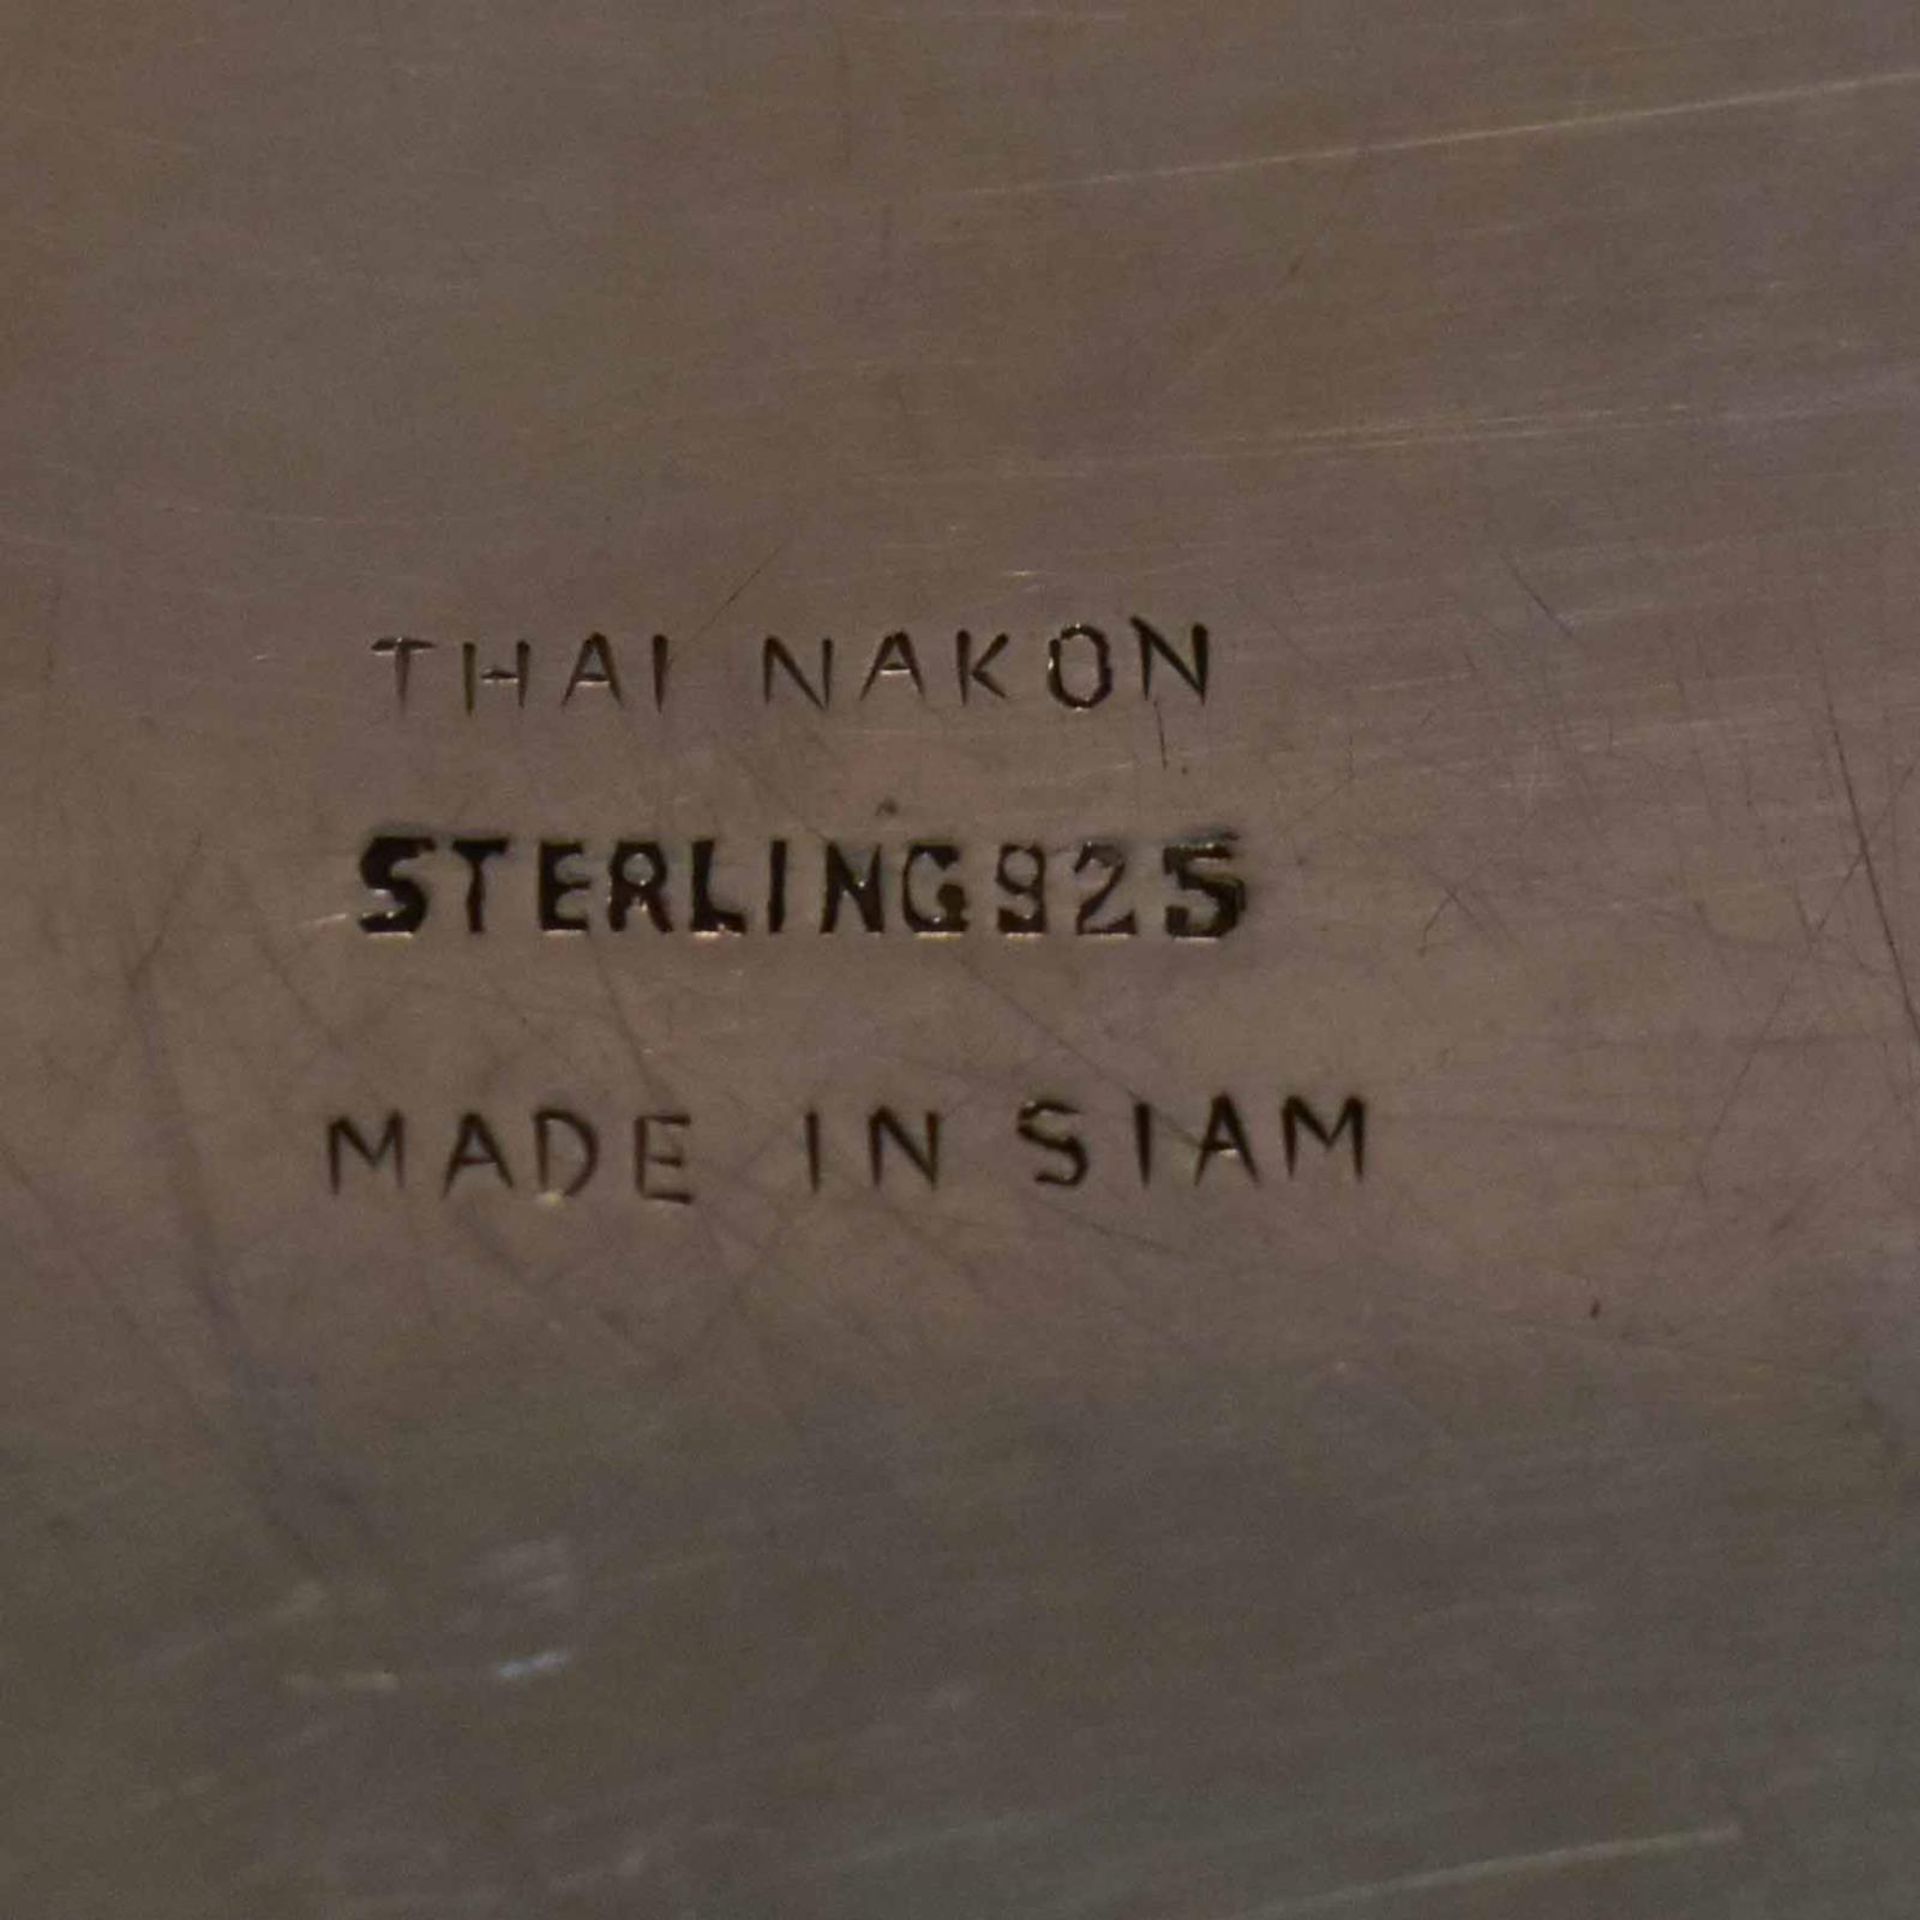 THAI NAKON
STERLING925
MADE IN SIAM